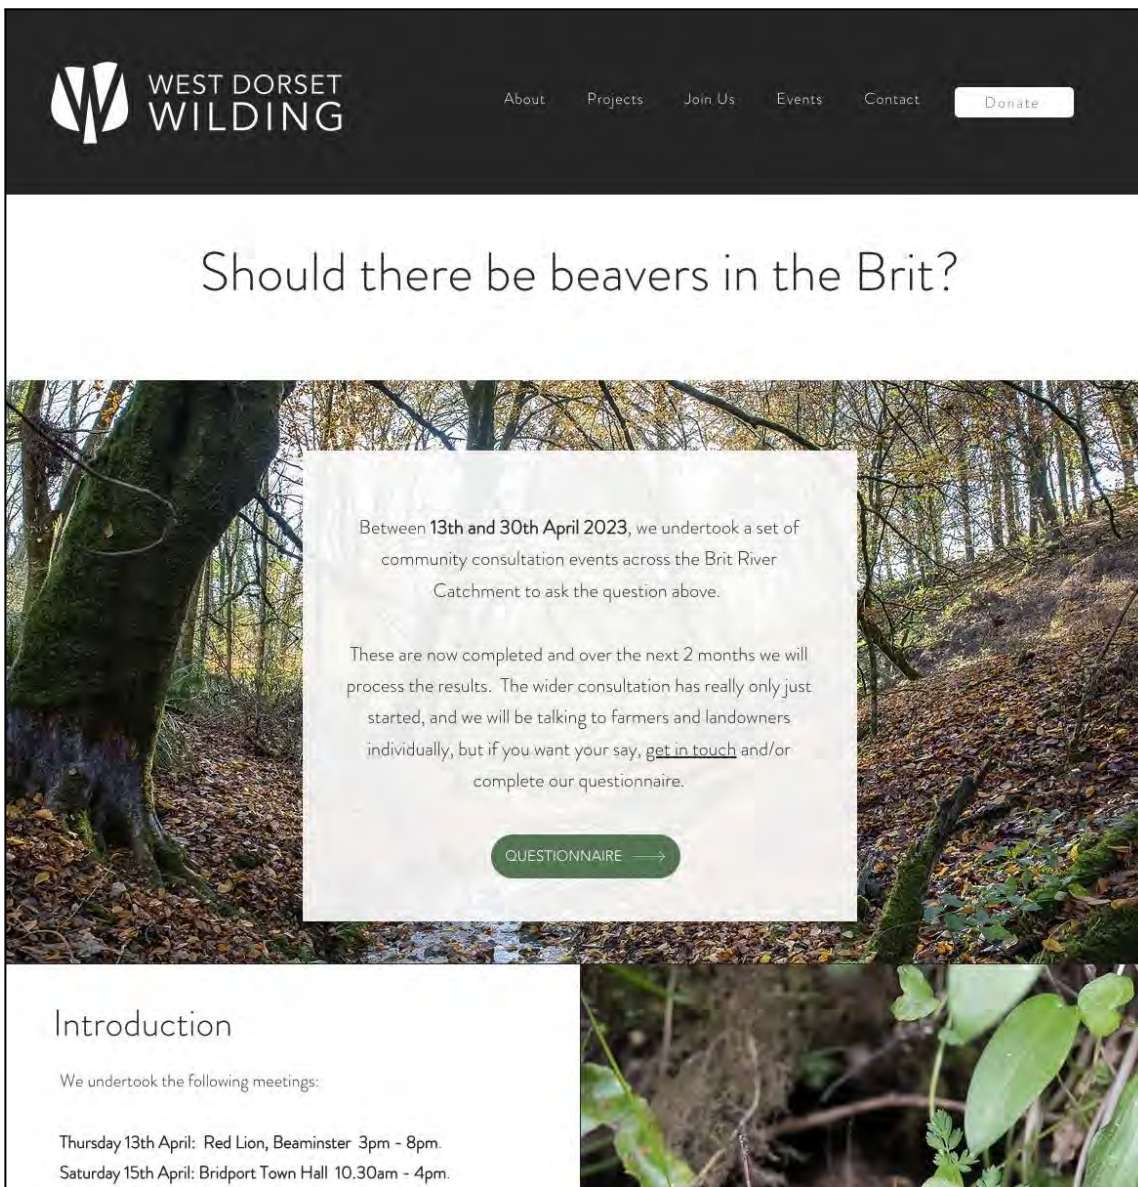 WEST DORSET
WILDING
About Projects Join Us Events Contact Donate
Should there be beavers in the Brit?
Between 13th and 30th April 2023, we undertook a set of
community consultation events across the Brit River
Catchment to ask the question above.
These are now completed and over the next 2 months we will
process the results. The wider consultation has really only just
started, and we will be talking to farmers and landowners
individually, but if you want your say, get in touch and/or
complete our questionnaire.
QUESTIONNAIRE
Introduction
We undertook the following meetings:
Thursday 13th April: Red Lion, Beaminster 3pm - 8pm.
Saturday 15th April: Bridport Town Hall 10.30am - 4pm.